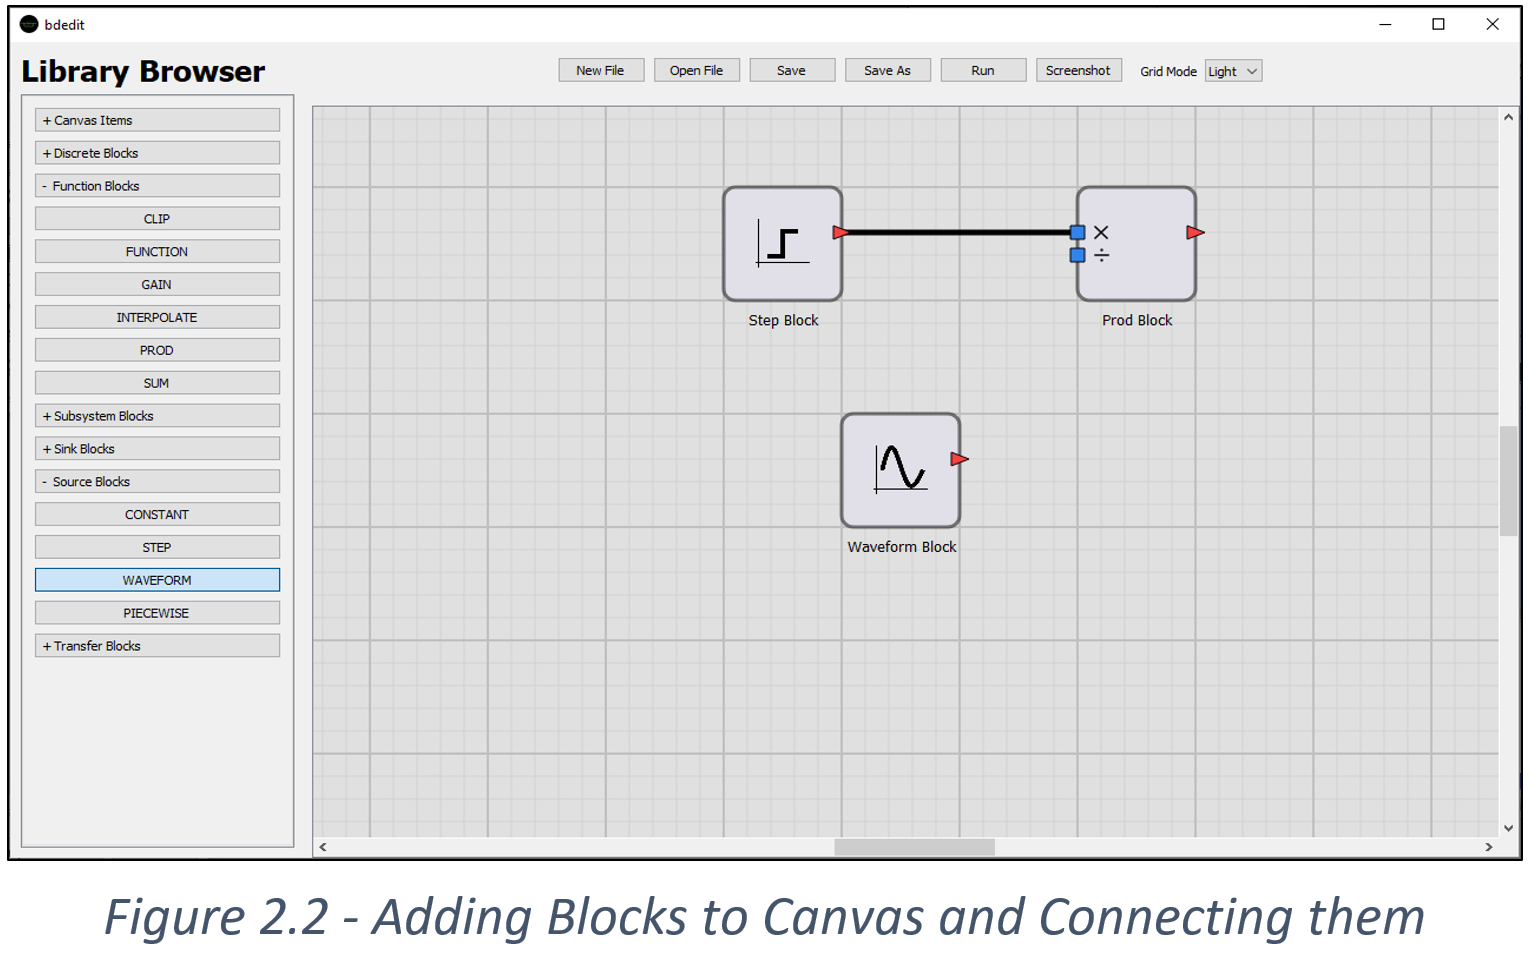 bdedit
Library Browser
New File
Open File
Save
Save As
Run
Screenshot
Grid Mode
Light
+ Canvas Items
+ Discrete Blocks
- Function Blocks
CLIP
FUNCTION
GAIN
INTERPOLATE
PROD
SUM
+ Subsystem Blocks
+ Sink Blocks
- Source Blocks
CONSTANT
STEP
WAVEFORM
PIECEWISE
+ Transfer Blocks
×
÷
Step Block
Prod Block
Waveform Block
Figure 2.2 - Adding Blocks to Canvas and Connecting them